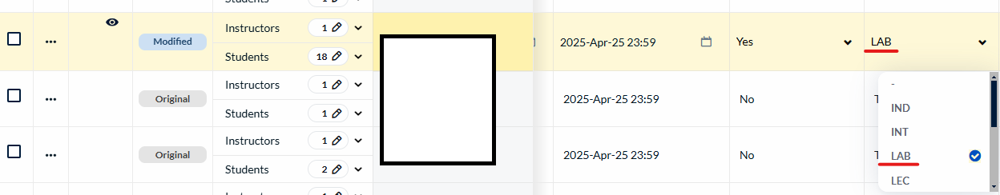 Students 1
Instructors 1
Modified 2025-Apr-25 23:59 Yes LAB
Students 18
Instructors 1
Original 2025-Apr-25 23:59 No T
Students 1
Instructors 1
Original 2025-Apr-25 23:59 No T
Students 2
-
IND
INT
LAB
LEC